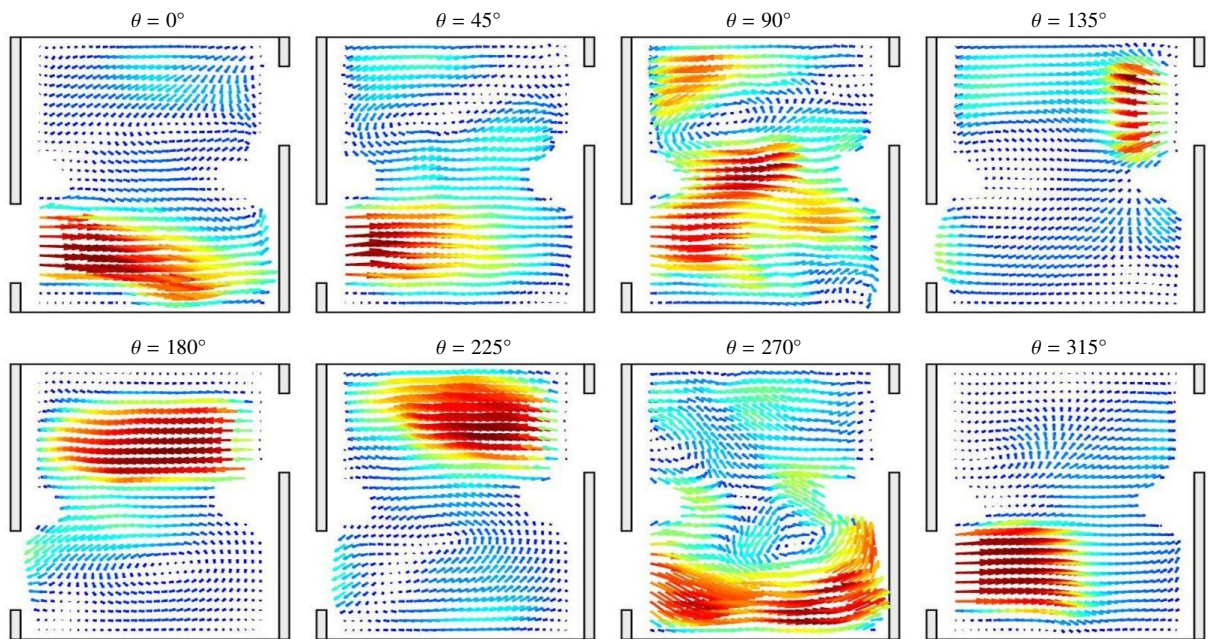 θ = 0°
θ = 45°
θ = 90°
θ = 135°
θ = 180°
θ = 225°
θ = 270°
θ = 315°